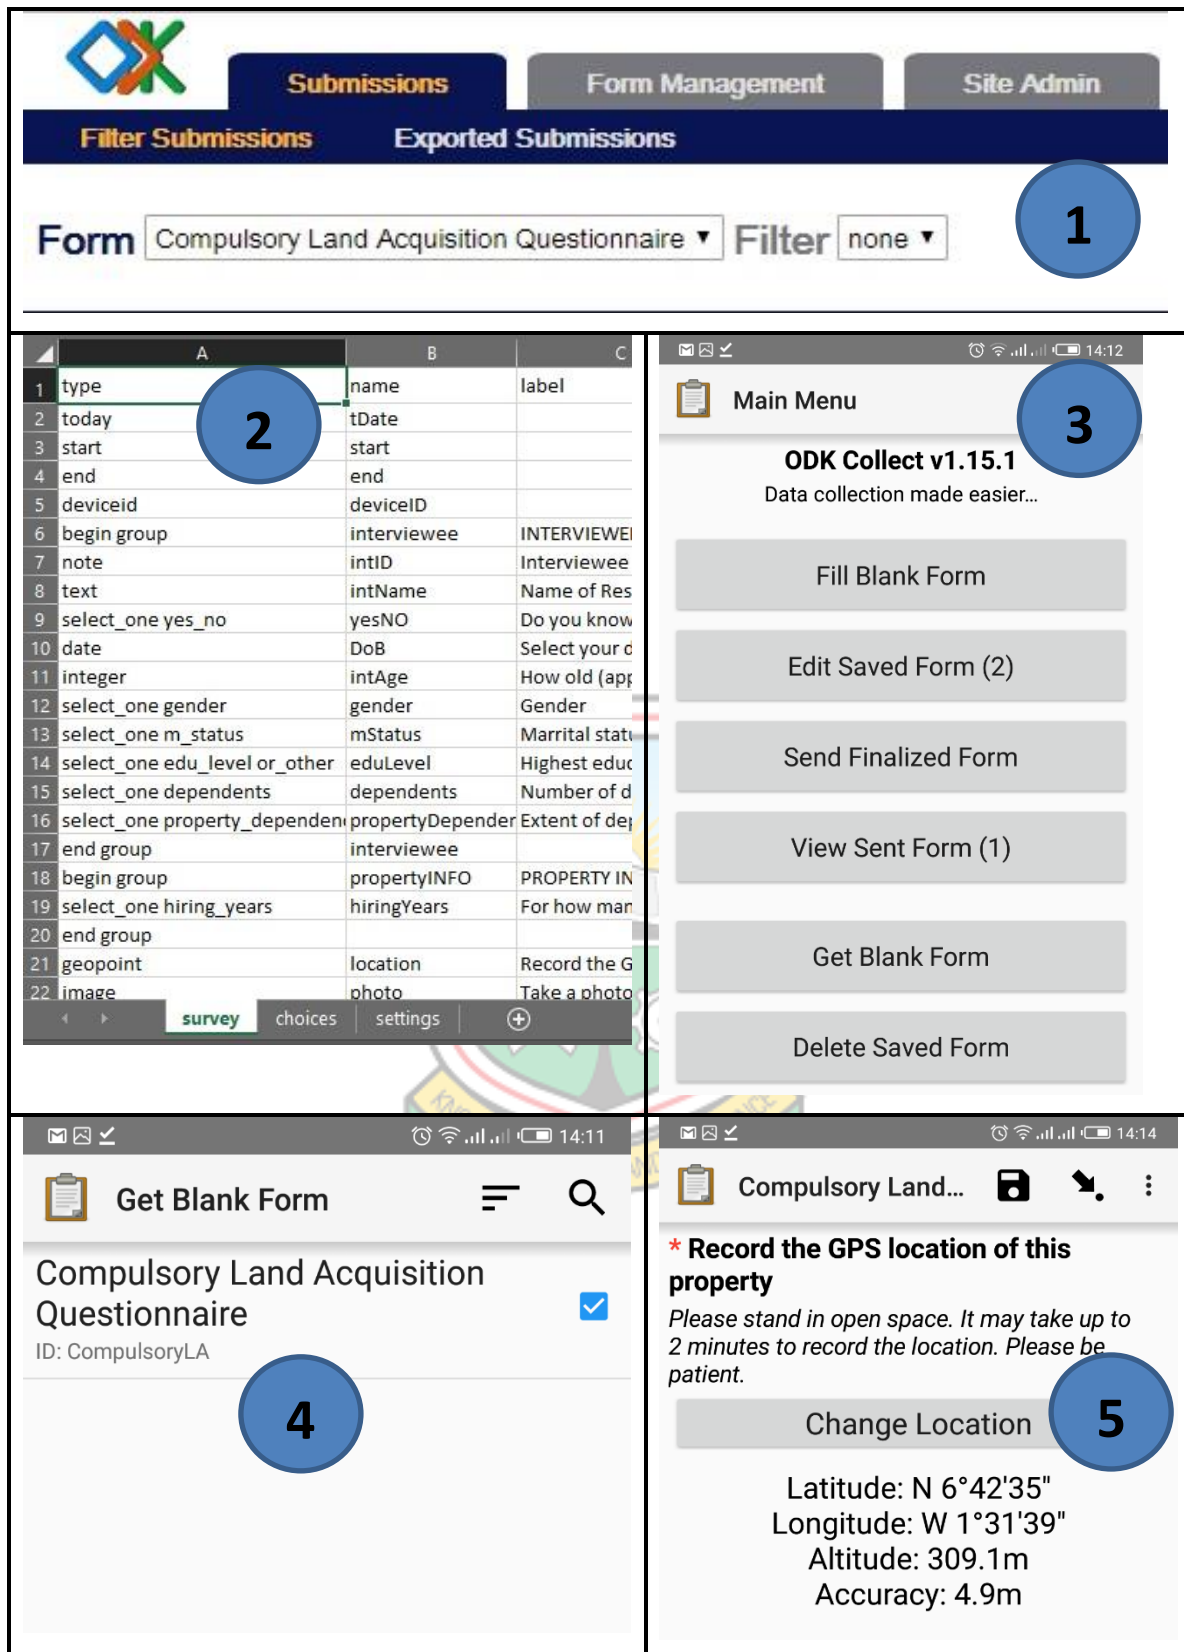 Submissions Form Management Site Admin
Filter Submissions Exported Submissions
Form Compulsory Land Acquisition Questionnaire Filter none
1
A B C
1 type name label
2 today tDate
3 start start
4 end end
5 deviceid deviceID
6 begin group interviewee INTERVIEWE
7 note intID Interviewee
8 text intName Name of Res
9 select_one yes_no yesNO Do you know
10 date DoB Select your d
11 integer intAge How old (app
12 select_one gender gender Gender
13 select_one m_status mStatus Marrital statu
14 select_one edu_level or_other eduLevel Highest educ
15 select_one dependents dependents Number of d
16 select_one property_dependen propertyDepender Extent of dep
17 end group interviewee
18 begin group propertyINFO PROPERTY IN
19 select_one hiring_years hiringYears For how man
20 end group
21 geopoint location Record the G
22 image photo Take a photo
survey choices settings
2
14:12
Main Menu
3
ODK Collect v1.15.1
Data collection made easier...
Fill Blank Form
Edit Saved Form (2)
Send Finalized Form
View Sent Form (1)
Get Blank Form
Delete Saved Form
14:11
Get Blank Form
Compulsory Land Acquisition
Questionnaire
ID: CompulsoryLA
4
14:14
Compulsory Land...
* Record the GPS location of this
property
Please stand in open space. It may take up to
2 minutes to record the location. Please be
patient.
Change Location
5
Latitude: N 6°42'35"
Longitude: W 1°31'39"
Altitude: 309.1m
Accuracy: 4.9m